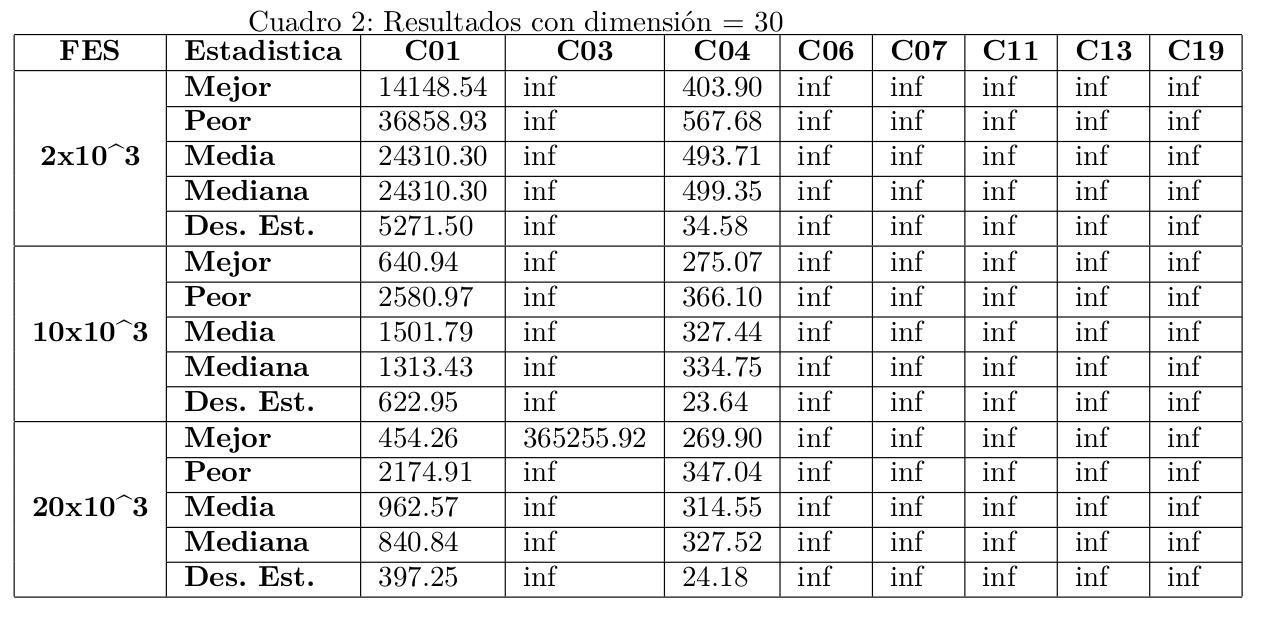 Cuadro 2: Resultados con dimensión = 30
FES Estadistica C01 C03 C04 C06 C07 C11 C13 C19
2x10^3 Mejor 14148.54 inf 403.90 inf inf inf inf inf
Peor 36858.93 inf 567.68 inf inf inf inf inf
Media 24310.30 inf 493.71 inf inf inf inf inf
Mediana 24310.30 inf 499.35 inf inf inf inf inf
Des. Est. 5271.50 inf 34.58 inf inf inf inf inf
10x10^3 Mejor 640.94 inf 275.07 inf inf inf inf inf
Peor 2580.97 inf 366.10 inf inf inf inf inf
Media 1501.79 inf 327.44 inf inf inf inf inf
Mediana 1313.43 inf 334.75 inf inf inf inf inf
Des. Est. 622.95 inf 23.64 inf inf inf inf inf
20x10^3 Mejor 454.26 365255.92 269.90 inf inf inf inf inf
Peor 2174.91 inf 347.04 inf inf inf inf inf
Media 962.57 inf 314.55 inf inf inf inf inf
Mediana 840.84 inf 327.52 inf inf inf inf inf
Des. Est. 397.25 inf 24.18 inf inf inf inf inf